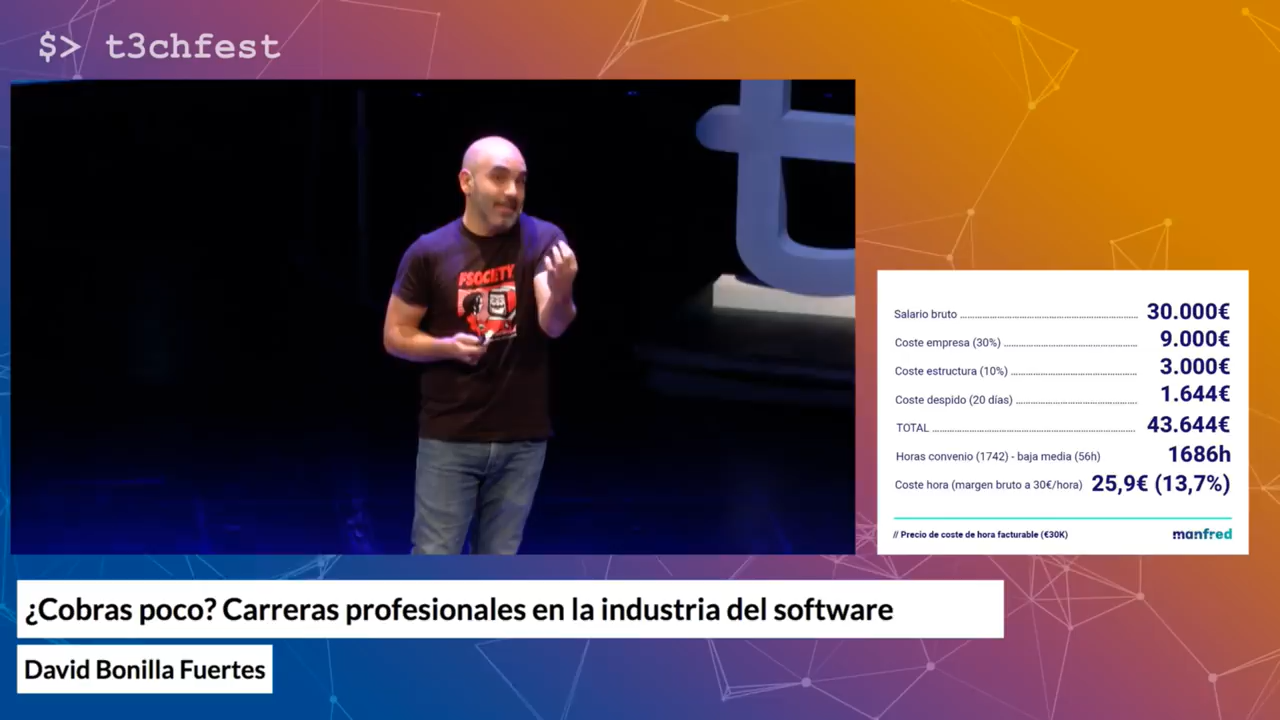 $> t3chfest
FSOCIETY
Salario bruto ........ 30.000€
Coste empresa (30%) ........ 9.000€
Coste estructura (10%) ........ 3.000€
Coste despido (20 días) ........ 1.644€
TOTAL ........ 43.644€
Horas convenio (1742) - baja media (56h) 1686h
Coste hora (margen bruto a 30€/hora) 25,9€ (13,7%)
// Precio de coste de hora facturable (€30K)
manfred
¿Cobras poco? Carreras profesionales en la industria del software
David Bonilla Fuertes